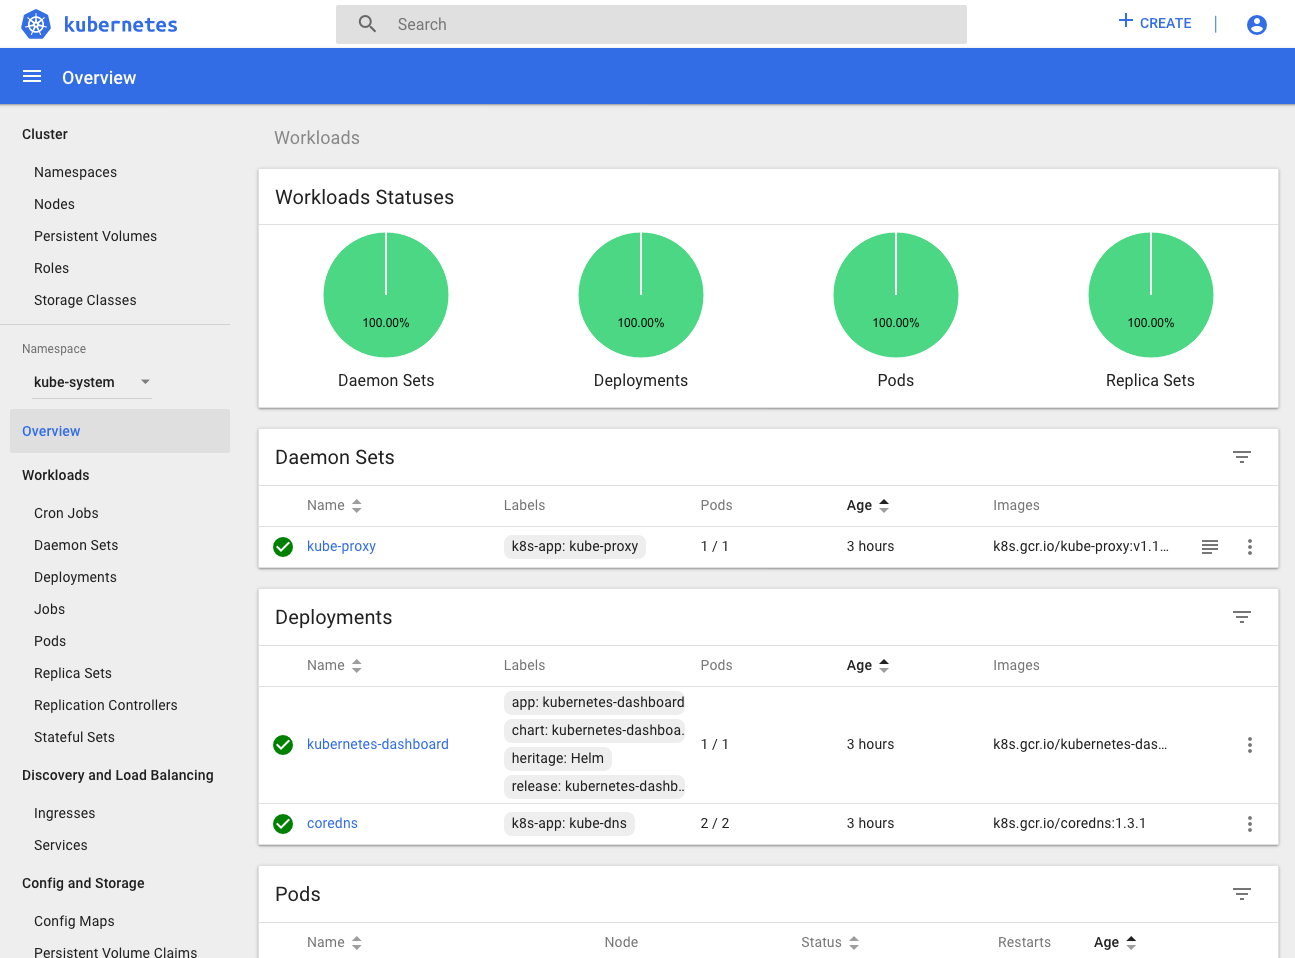 kubernetes
Search
CREATE
Overview
Cluster
Namespaces
Nodes
Persistent Volumes
Roles
Storage Classes
Namespace
kube-system
Overview
Workloads
Cron Jobs
Daemon Sets
Deployments
Jobs
Pods
Replica Sets
Replication Controllers
Stateful Sets
Discovery and Load Balancing
Ingresses
Services
Config and Storage
Config Maps
Persistent Volume Claims
Workloads
Workloads Statuses
100.00% 100.00% 100.00% 100.00%
Daemon Sets Deployments Pods Replica Sets
Daemon Sets
Name Labels Pods Age Images
kube-proxy k8s-app: kube-proxy 1 / 1 3 hours k8s.gcr.io/kube-proxy:v1.1...
Deployments
Name Labels Pods Age Images
app: kubernetes-dashboard
chart: kubernetes-dashboa.
kubernetes-dashboard 1 / 1 3 hours k8s.gcr.io/kubernetes-das...
heritage: Helm
release: kubernetes-dashb..
coredns k8s-app: kube-dns 2 / 2 3 hours k8s.gcr.io/coredns:1.3.1
Pods
Name Node Status Restarts Age